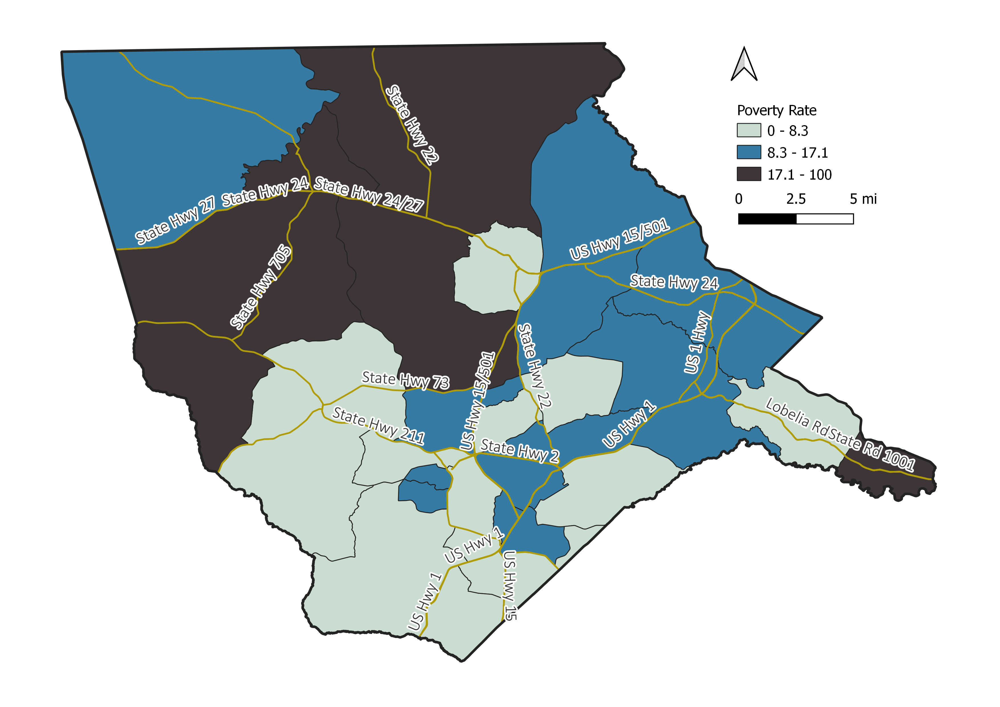 State Hwy 22
Poverty Rate
0 - 8.3
8.3 - 17.1
17.1 - 100
0 2.5 5 mi
State Hwy 27
State Hwy 24
State Hwy 24/27
US Hwy 15/501
State Hwy 705
State Hwy 24
US 1 Hwy
State Hwy 22
US Hwy 15/501
State Hwy 73
State Hwy 211
US Hwy 1
Lobelia Rd
State Rd 1001
State Hwy 2
US Hwy 1
US Hwy 1
US Hwy 15